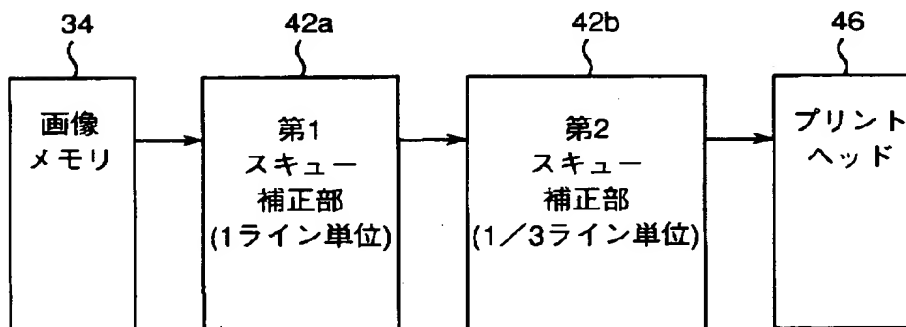 34
42a
42b
46
画像
メモリ
第1
スキュー
補正部
(1ライン単位)
第2
スキュー
補正部
(1／3ライン単位)
プリント
ヘッド